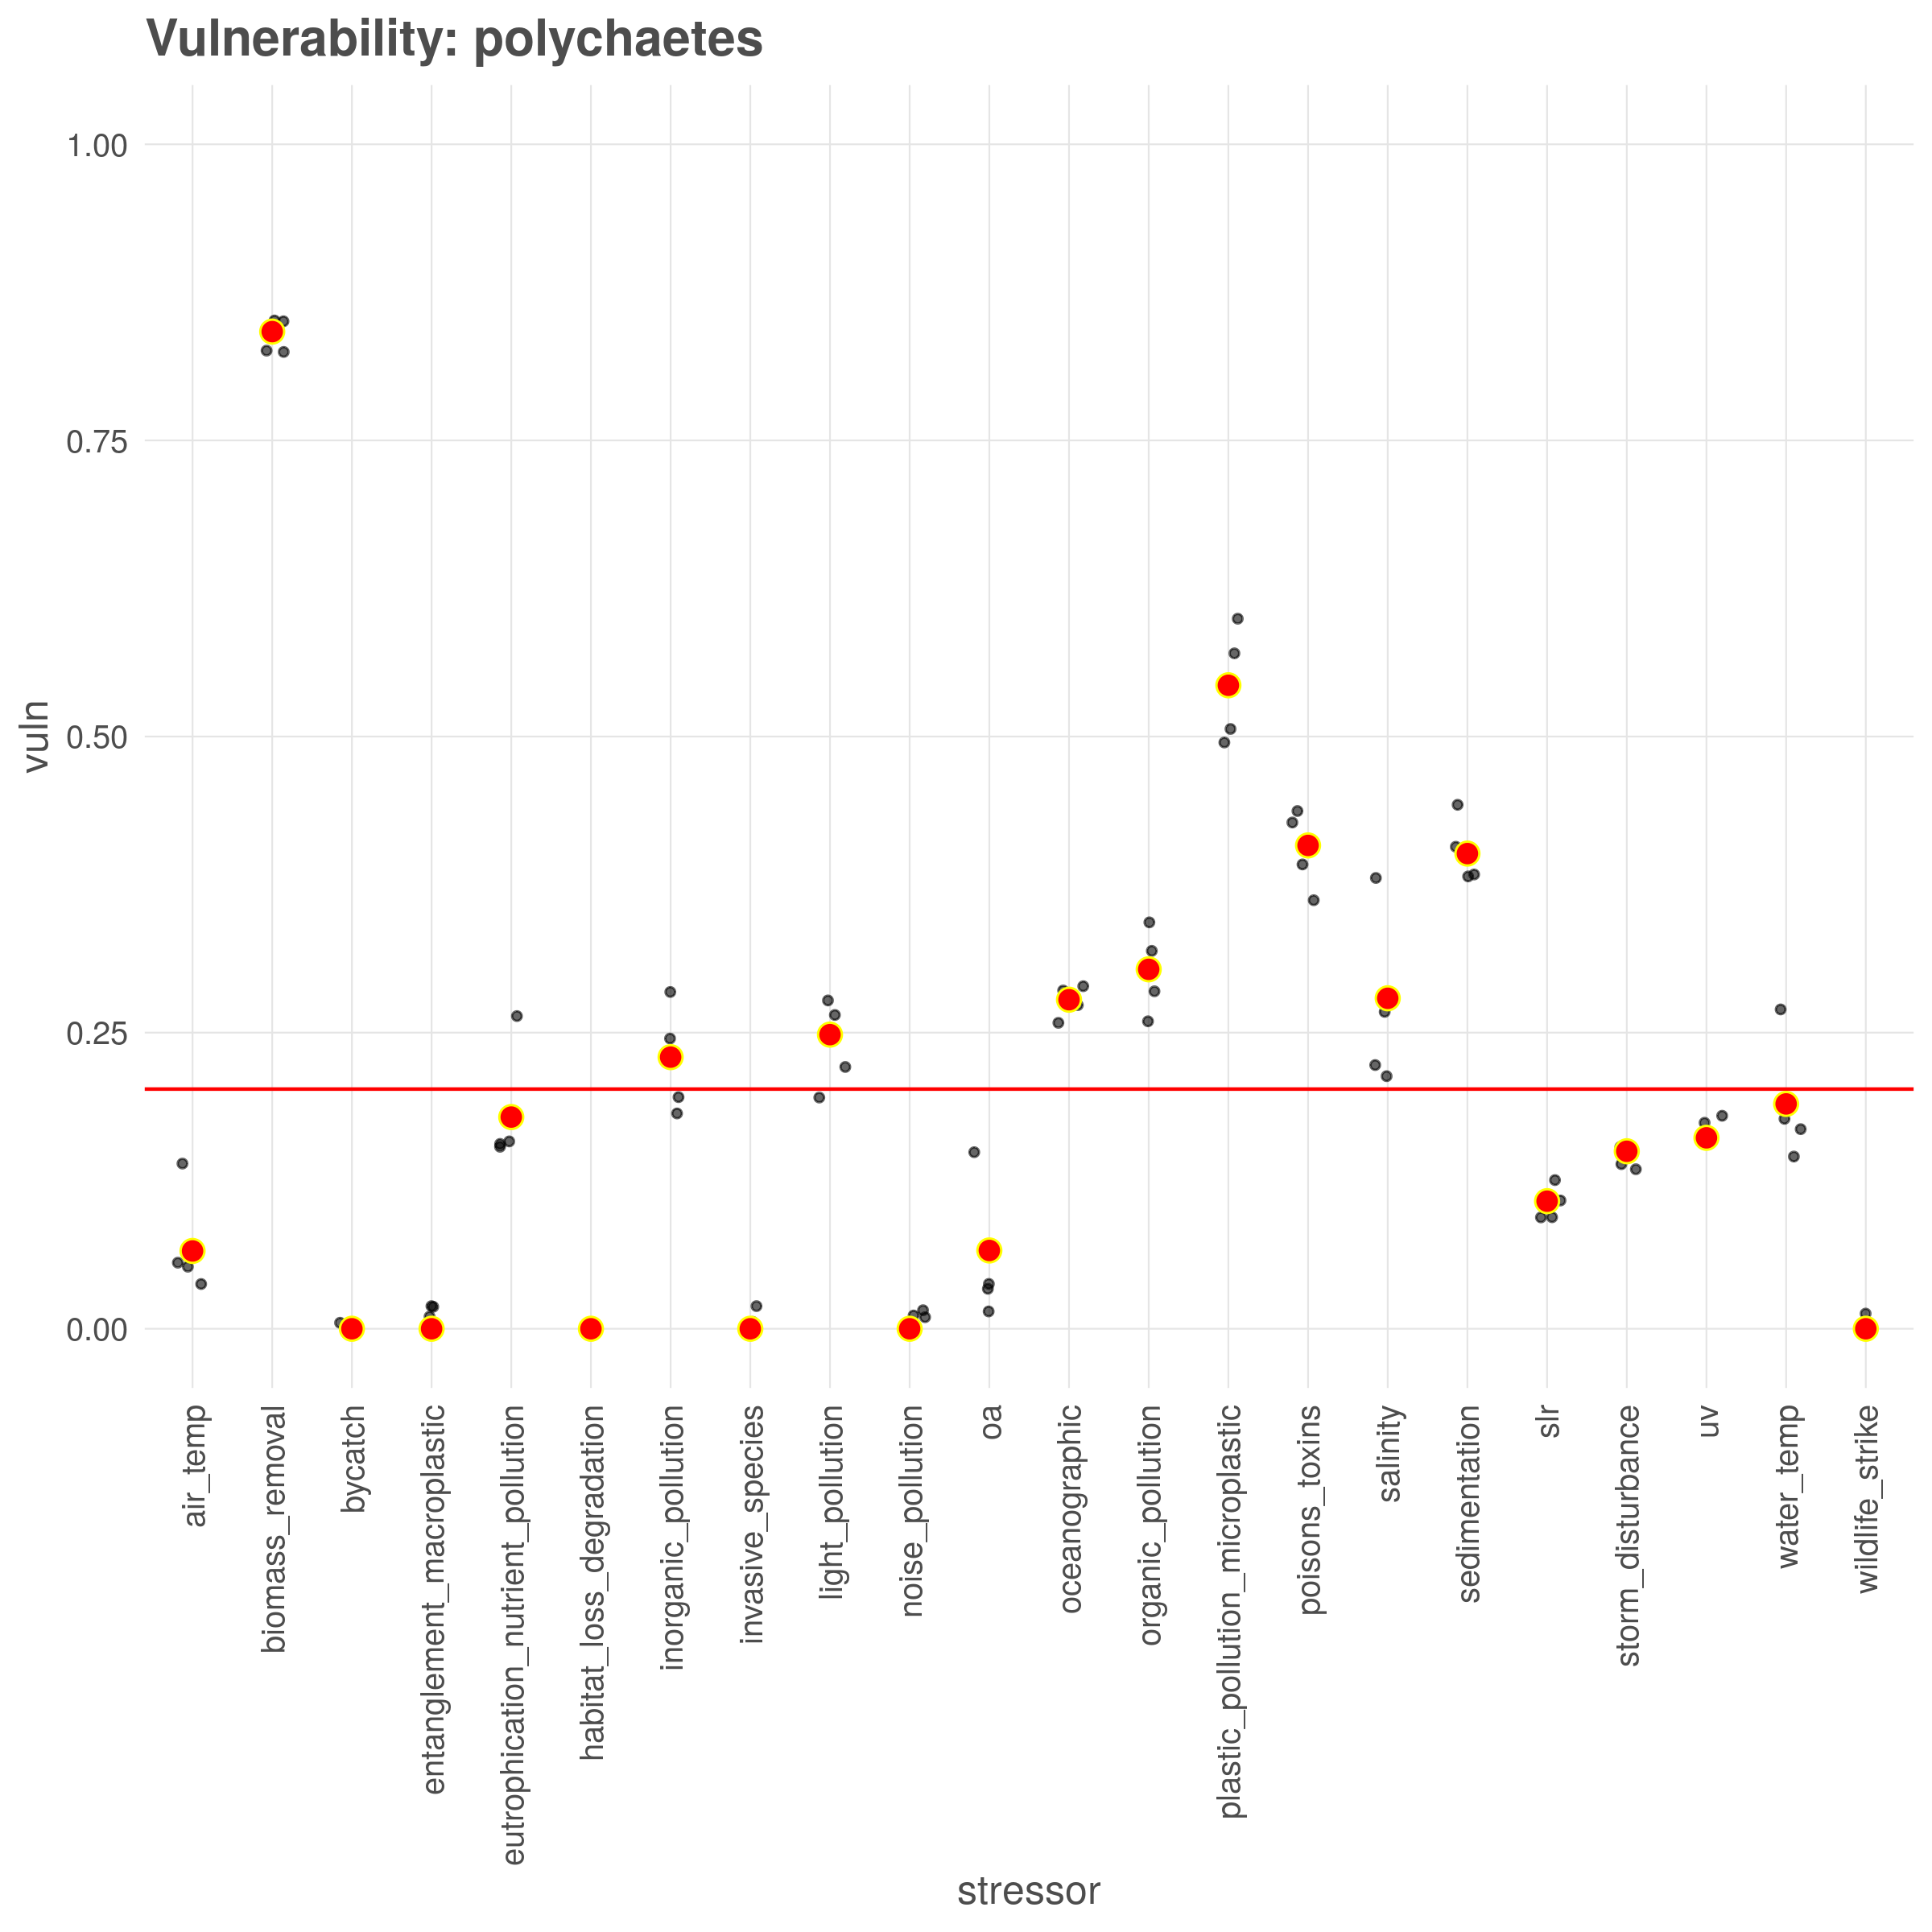 Vulnerability: polychaetes
1.00
0.75
0.50
0.25
0.00
vuln
air_temp
biomass_removal
bycatch
entanglement_macroplastic
eutrophication_nutrient_pollution
habitat_loss_degradation
inorganic_pollution
invasive_species
light_pollution
noise_pollution
oa
oceanographic
organic_pollution
plastic_pollution_microplastic
poisons_toxins
salinity
sedimentation
slr
storm_disturbance
uv
water_temp
wildlife_strike
stressor